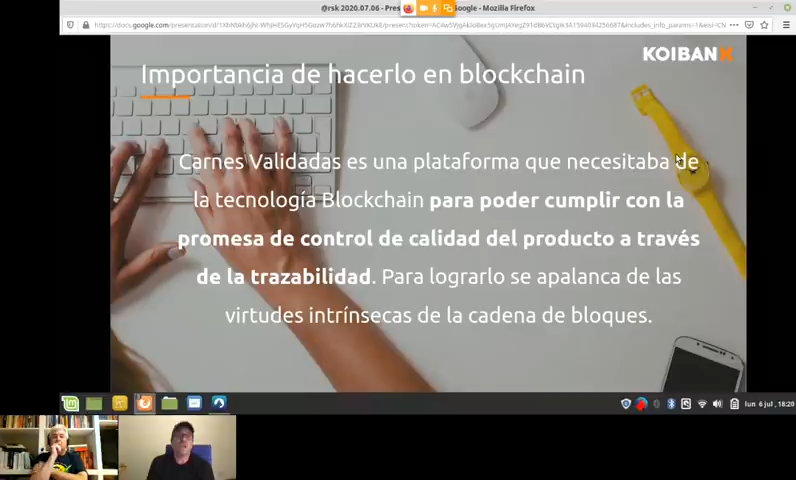 @rsk 2020.07.06 - Pres
Google - Mozilla Firefox
KOIBANX
Importancia de hacerlo en blockchain
Carnes Validadas es una plataforma que necesitaba de
la tecnología Blockchain para poder cumplir con la
promesa de control de calidad del producto a través
de la trazabilidad. Para lograrlo se apalanca de las
virtudes intrínsecas de la cadena de bloques.
lun 6 jul, 18:20